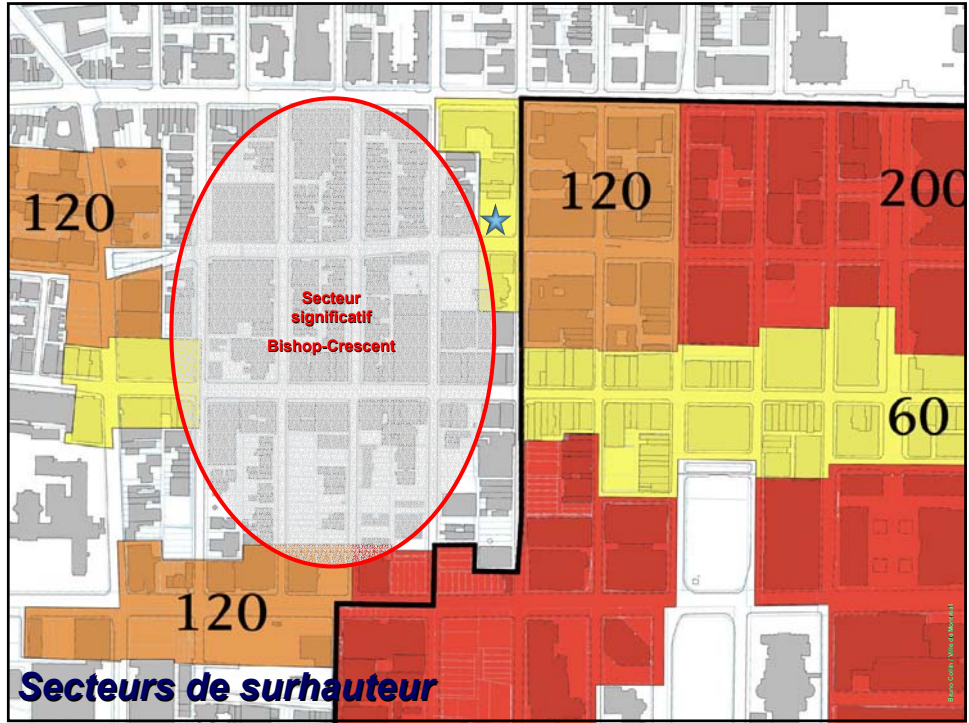 120
120
200
Secteur
significatif
Bishop-Crescent
60
120
Secteurs de surhauteur